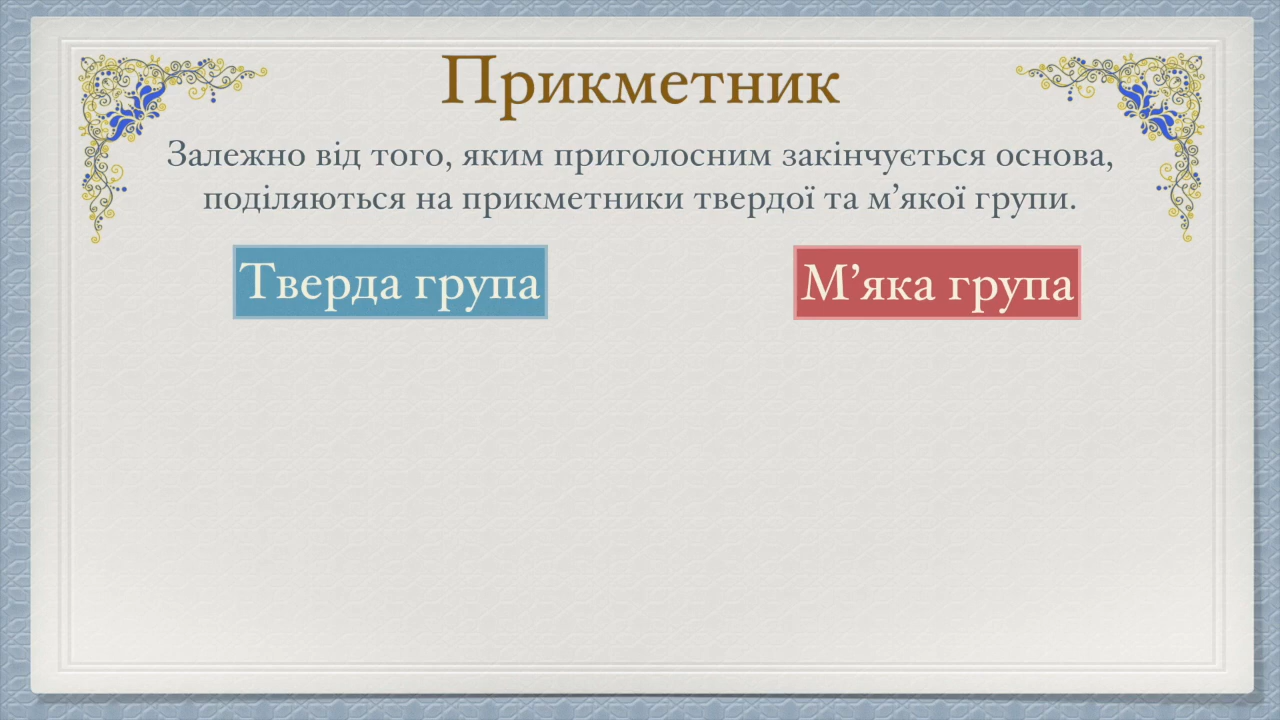 Прикметник
Залежно від того, яким приголосним закінчується основа,
поділяються на прикметники твердої та м’якої групи.
Тверда група
М’яка група